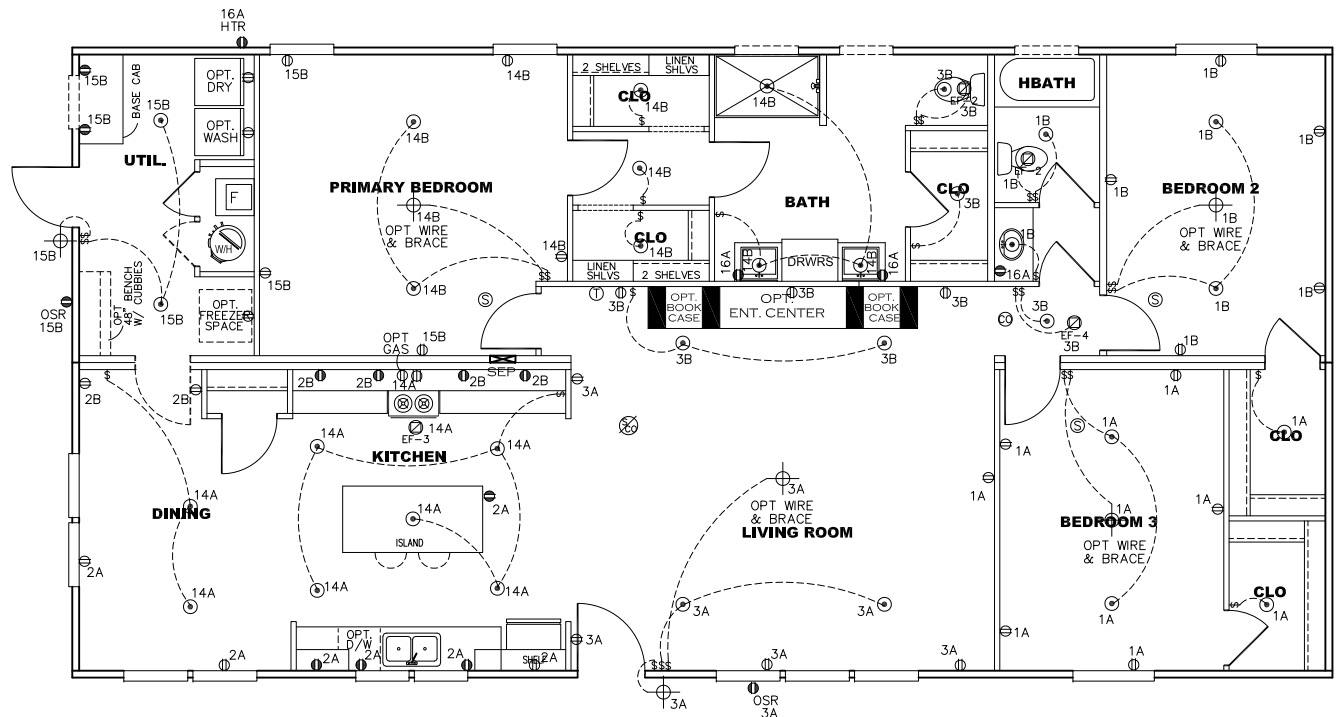 16A
HTR
15B
15B
14B
2 SHELVES
LINEN
SHLVS
1B
15B
BASE CAB
OPT.
DRY
OPT.
WASH
15B
UTIL.
CLO
14B
14B
3B
EF-2
3B
HBATH
1B
1B
14B
1B
EF-2
1B
1B
PRIMARY BEDROOM
14B
BATH
CLO
3B
BEDROOM 2
F
W/H
14B
OPT WIRE
& BRACE
CLO
14B
1B
OPT WIRE
& BRACE
15B
14B
LINEN
SHLVS
2 SHELVES
16A
14B
DRWRS
14B
16A
1B
16A
15B
OSR
15B
OPT
48" BENCH
W/ CUBBIES
15B
OPT.
FREEZER
SPACE
14B
S
T
3B
OPT.
BOOK
CASE
3B
OPT.
ENT. CENTER
OPT.
BOOK
CASE
3B
3B
CO
EF-4
3B
S
1B
1B
OPT
GAS
15B
SEP
3B
3B
2B
2B
2B
2B
14A
2B
2B
3A
1A
14A
EF-3
14A
14A
KITCHEN
S
CO
1A
S
1A
1A
CLO
14A
DINING
14A
2A
ISLAND
3A
OPT WIRE
& BRACE
LIVING ROOM
1A
1A
BEDROOM 3
OPT WIRE
& BRACE
1A
2A
14A
14A
14A
3A
3A
1A
1A
CLO
1A
OPT.
D/W
3A
SHELF
2A
2A
2A
2A
2A
3A
3A
1A
3A
OSR
3A